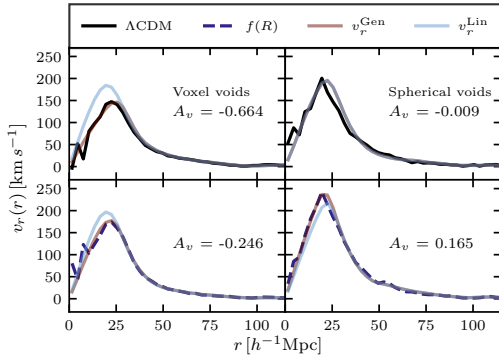 ΛCDM f(R) v_r^Gen v_r^Lin
250
200
150
100
50
0
Voxel voids
A_v = -0.664
Spherical voids
A_v = -0.009
v_r(r) [km s⁻¹]
250
200
150
100
50
0
A_v = -0.246
A_v = 0.165
0 25 50 75 100 0 25 50 75 100
r [h⁻¹Mpc]